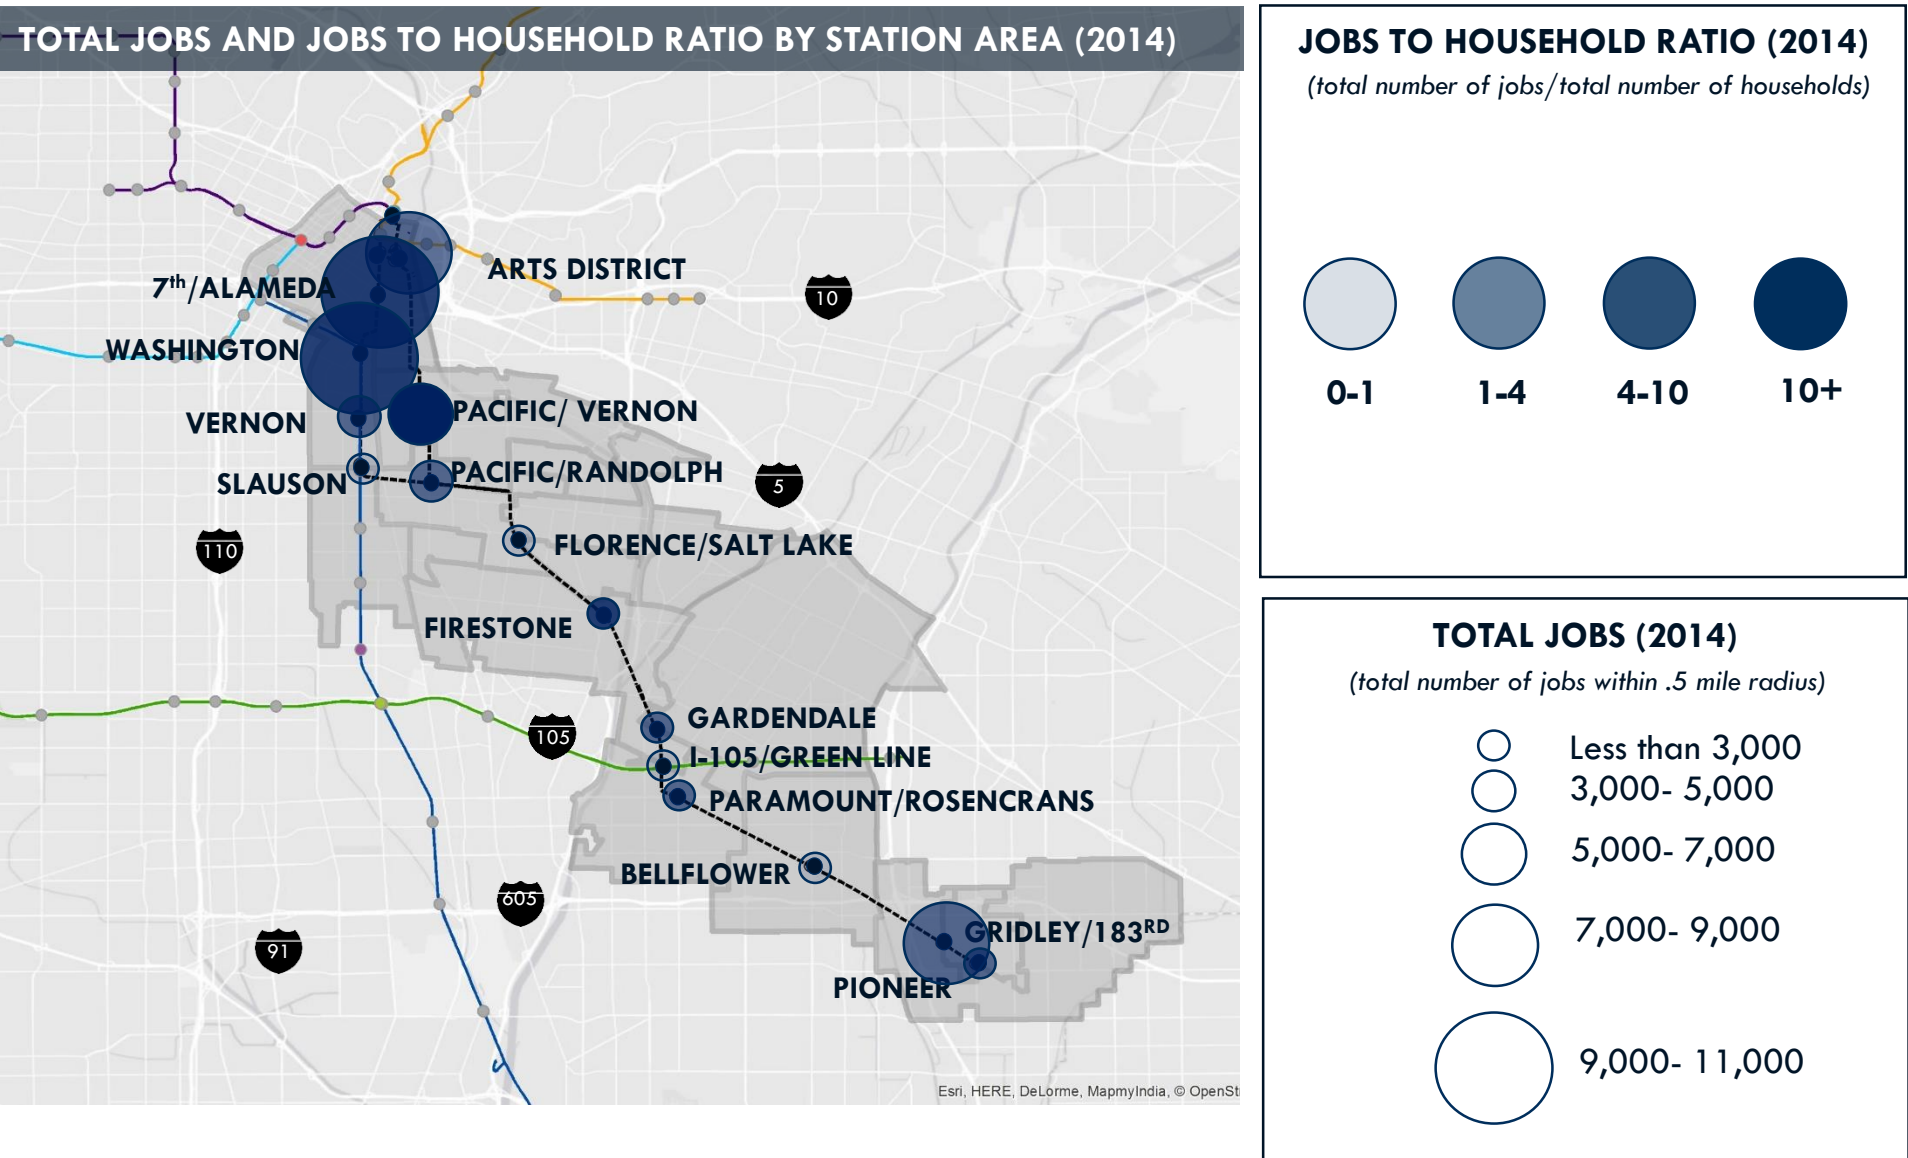 TOTAL JOBS AND JOBS TO HOUSEHOLD RATIO BY STATION AREA (2014)
ARTS DISTRICT
7th/ALAMEDA
10
WASHINGTON
VERNON
PACIFIC/ VERNON
SLAUSON
PACIFIC/RANDOLPH
5
110
FLORENCE/SALT LAKE
FIRESTONE
GARDENDALE
105
I-105/GREEN LINE
PARAMOUNT/ROSENCRANS
BELLFLOWER
605
GRIDLEY/183RD
91
PIONEER
Esri, HERE, DeLorme, MapmyIndia, © OpenSt
JOBS TO HOUSEHOLD RATIO (2014)
(total number of jobs/total number of households)
0-1 1-4 4-10 10+
TOTAL JOBS (2014)
(total number of jobs within .5 mile radius)
Less than 3,000
3,000- 5,000
5,000- 7,000
7,000- 9,000
9,000- 11,000